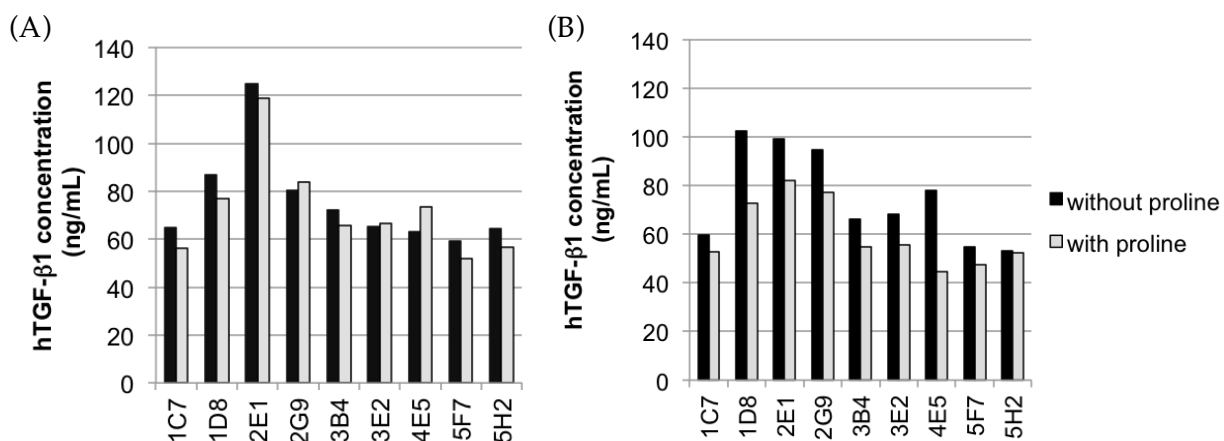 (A)
hTGF-β1 concentration
(ng/mL)
140
120
100
80
60
40
20
0
1C7
1D8
2E1
2G9
3B4
3E2
4E5
5F7
5H2
(B)
hTGF-β1 concentration
(ng/mL)
140
120
100
80
60
40
20
0
1C7
1D8
2E1
2G9
3B4
3E2
4E5
5F7
5H2
without proline
with proline